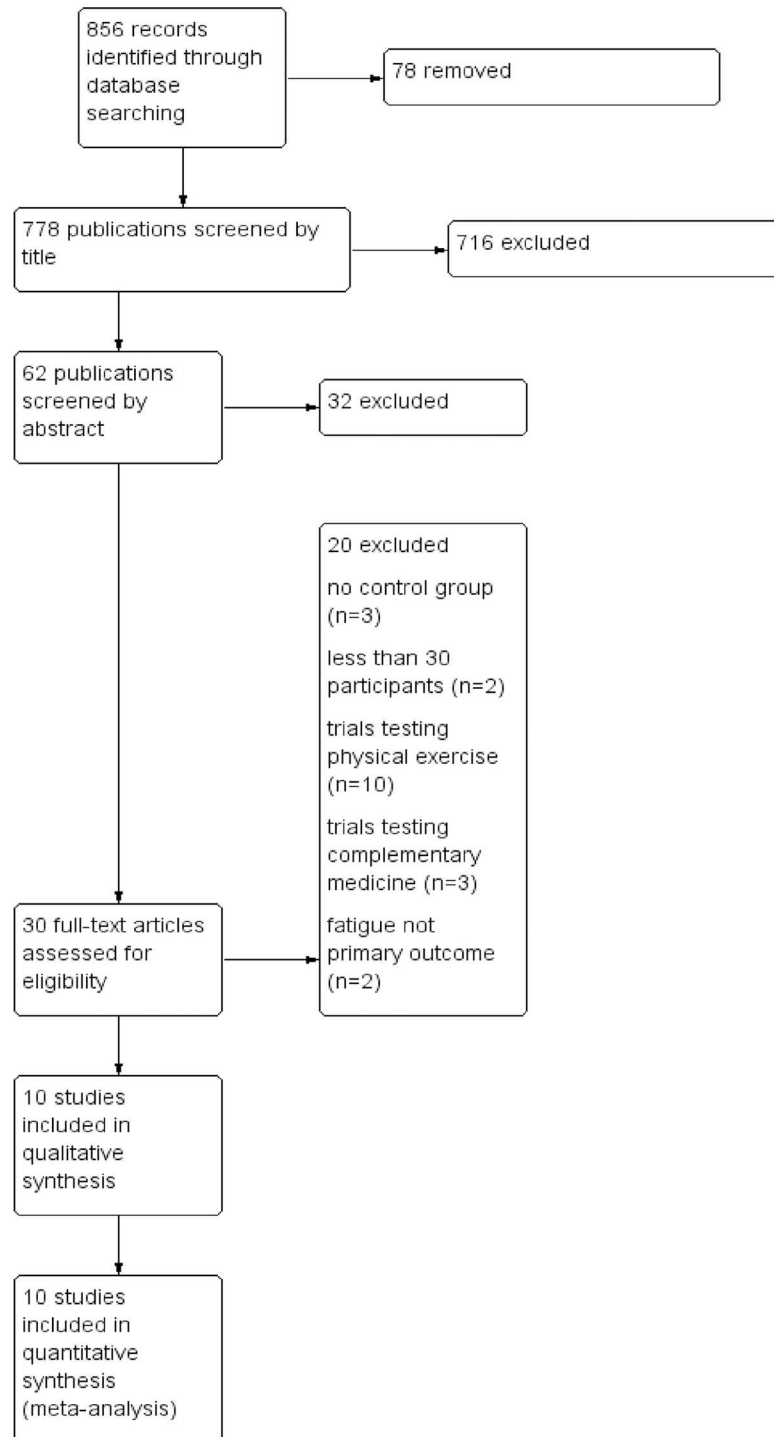 856 records
identified through
database
searching
78 removed
778 publications screened by
title
716 excluded
62 publications
screened by
abstract
32 excluded
20 excluded
no control group
(n=3)
less than 30
participants (n=2)
trials testing
physical exercise
(n=10)
trials testing
complementary
medicine (n=3)
fatigue not
primary outcome
(n=2)
30 full-text articles
assessed for
eligibility
10 studies
included in
qualitative
synthesis
10 studies
included in
quantitative
synthesis
(meta-analysis)